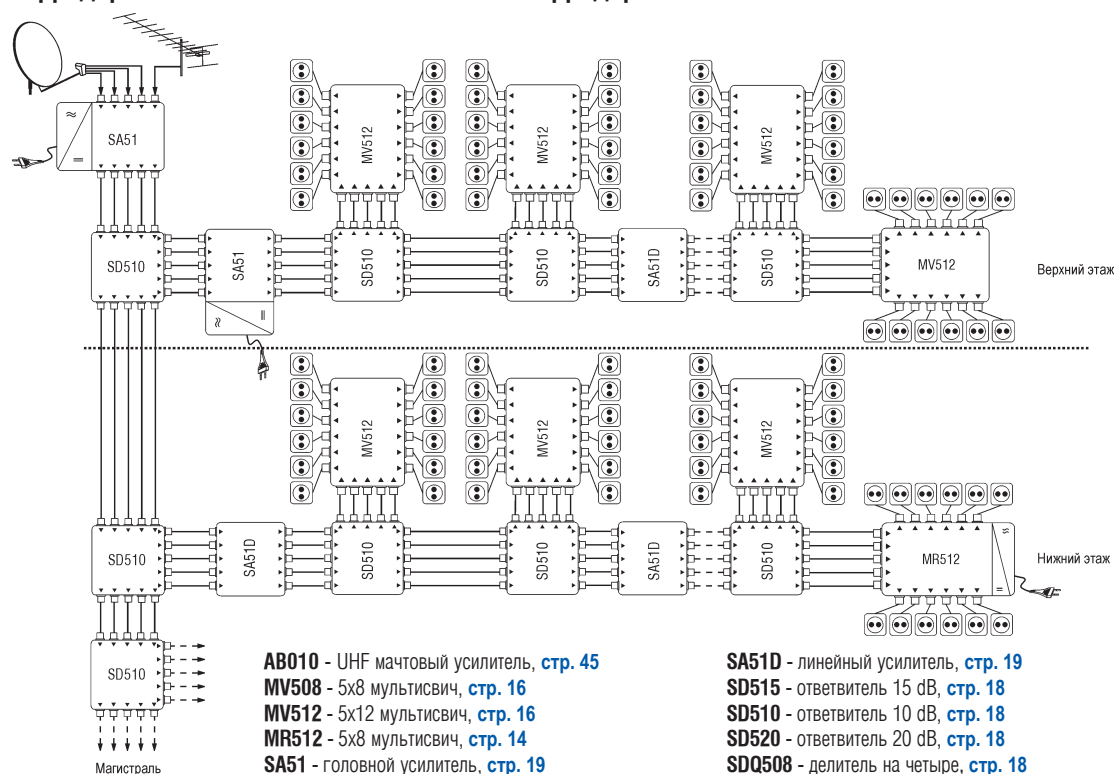 SA51
MV512
MV512
MV512
SD510
SA51
SD510
SD510
SA51D
SD510
MV512
Верхний этаж
MV512
MV512
MV512
SD510
SA51D
SD510
SD510
SA51D
SD510
MR512
Нижний этаж
SD510
Магистраль
AB010 - UHF мачтовый усилитель, стр. 45
MV508 - 5x8 мультисвич, стр. 16
MV512 - 5x12 мультисвич, стр. 16
MR512 - 5x8 мультисвич, стр. 14
SA51 - головной усилитель, стр. 19
SA51D - линейный усилитель, стр. 19
SD515 - ответвитель 15 dB, стр. 18
SD510 - ответвитель 10 dB, стр. 18
SD520 - ответвитель 20 dB, стр. 18
SDQ508 - делитель на четыре, стр. 18